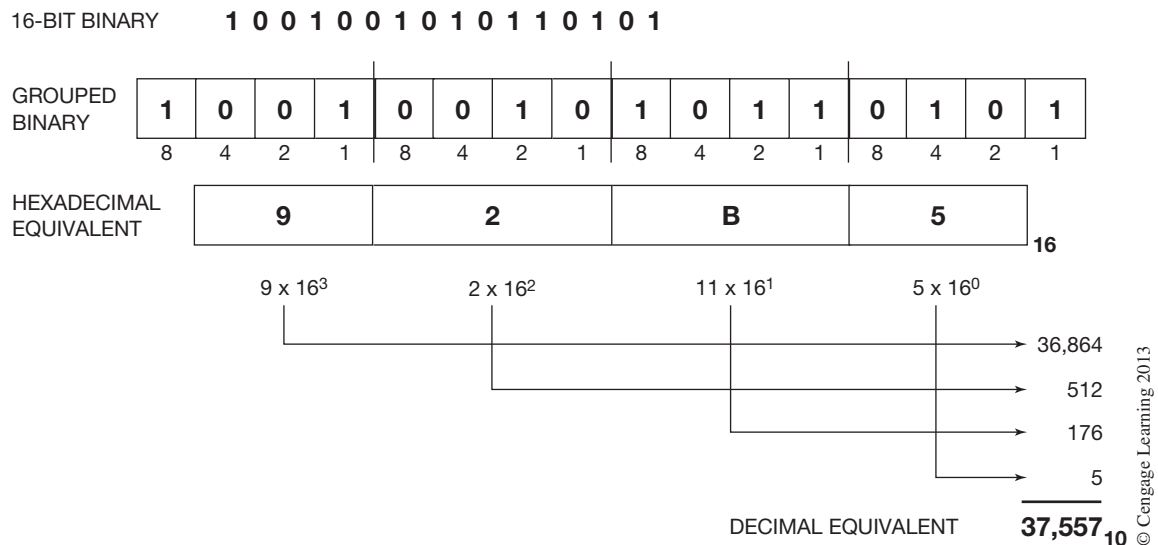 16-BIT BINARY 1 0 0 1 0 0 1 0 1 0 1 1 0 1 0 1
GROUPED
BINARY
1 0 0 1 0 0 1 0 1 0 1 1 0 1 0 1
8 4 2 1 8 4 2 1 8 4 2 1 8 4 2 1
HEXADECIMAL
EQUIVALENT
9 2 B 5 16
9 x 16³ 2 x 16² 11 x 16¹ 5 x 16⁰
36,864
512
176
5
DECIMAL EQUIVALENT 37,557₁₀
© Cengage Learning 2013